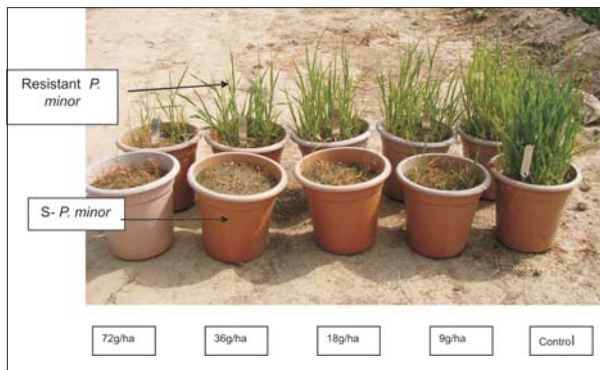 Resistant P.
minor
S- P. minor
72g/ha
36g/ha
18g/ha
9g/ha
Control